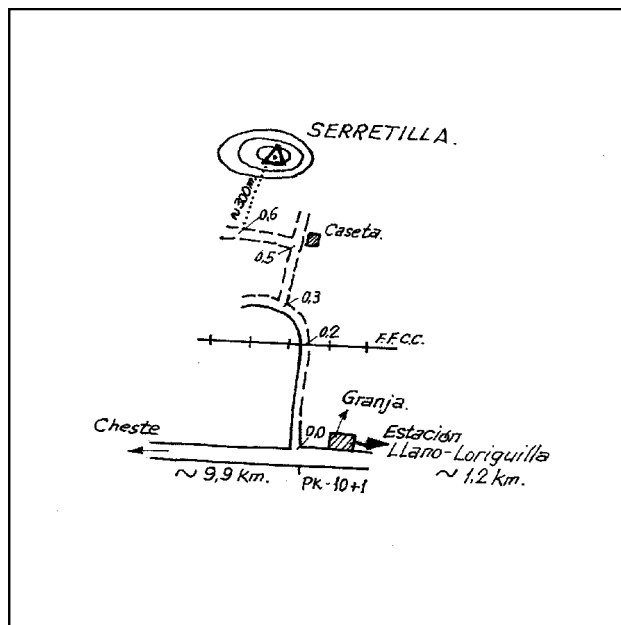 SERRETILLA.
~300m.
0,6
Caseta.
0,5
0,3
0,2
F.F.C.C.
Granja.
Cheste
0,0
Estación
LLano-Loriguilla
~ 9,9 Km.
PK-10+1
~ 1,2 km.